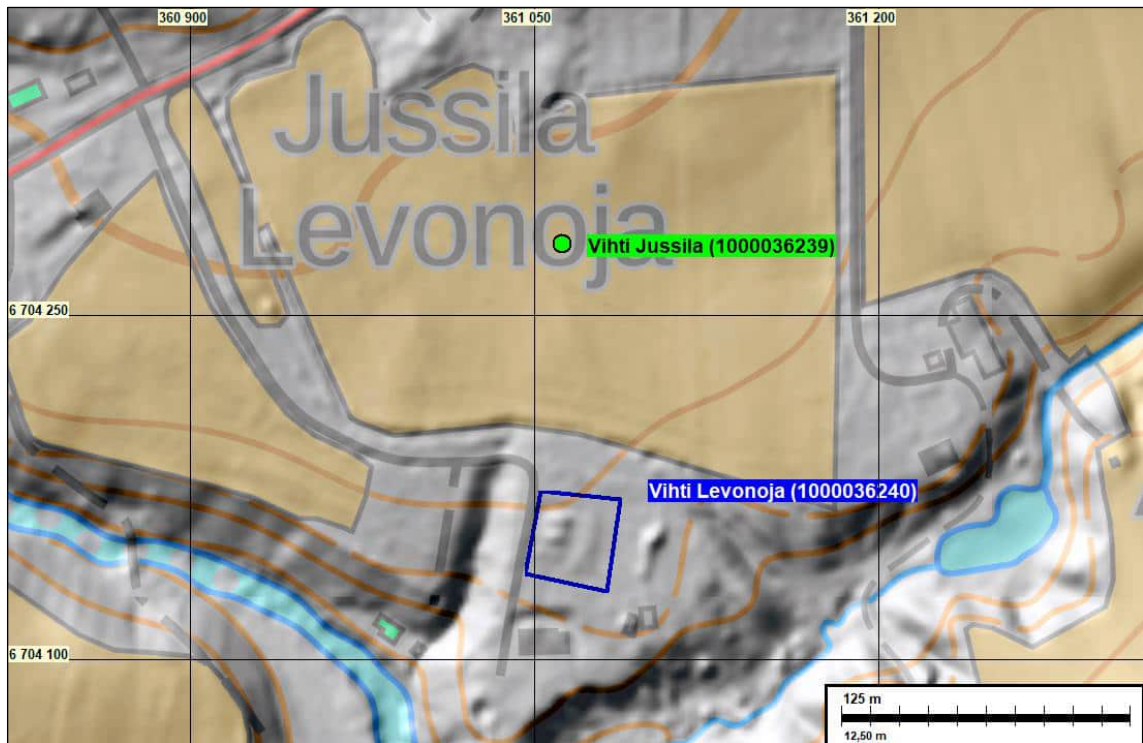 360 900
361 050
361 200
Jussila
Levonoja
Vihti Jussila (1000036239)
6 704 250
Vihti Levonoja (1000036240)
6 704 100
125 m
12,50 m